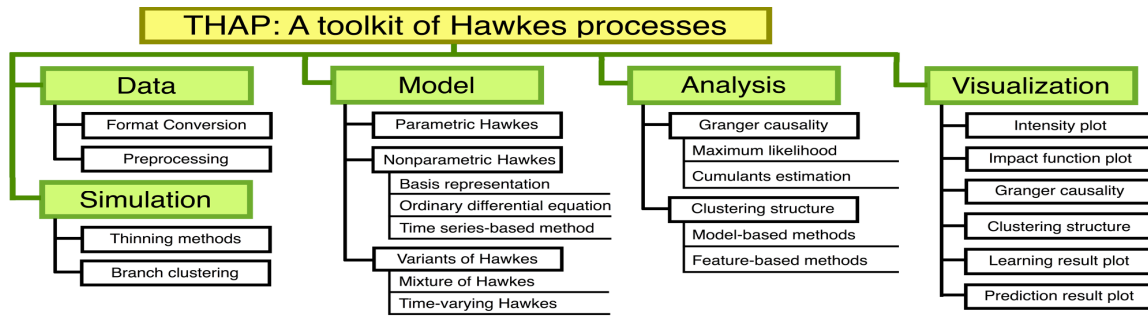 THAP: A toolkit of Hawkes processes
Data
Format Conversion
Preprocessing
Simulation
Thinning methods
Branch clustering
Model
Parametric Hawkes
Nonparametric Hawkes
Basis representation
Ordinary differential equation
Time series-based method
Variants of Hawkes
Mixture of Hawkes
Time-varying Hawkes
Analysis
Granger causality
Maximum likelihood
Cumulants estimation
Clustering structure
Model-based methods
Feature-based methods
Visualization
Intensity plot
Impact function plot
Granger causality
Clustering structure
Learning result plot
Prediction result plot